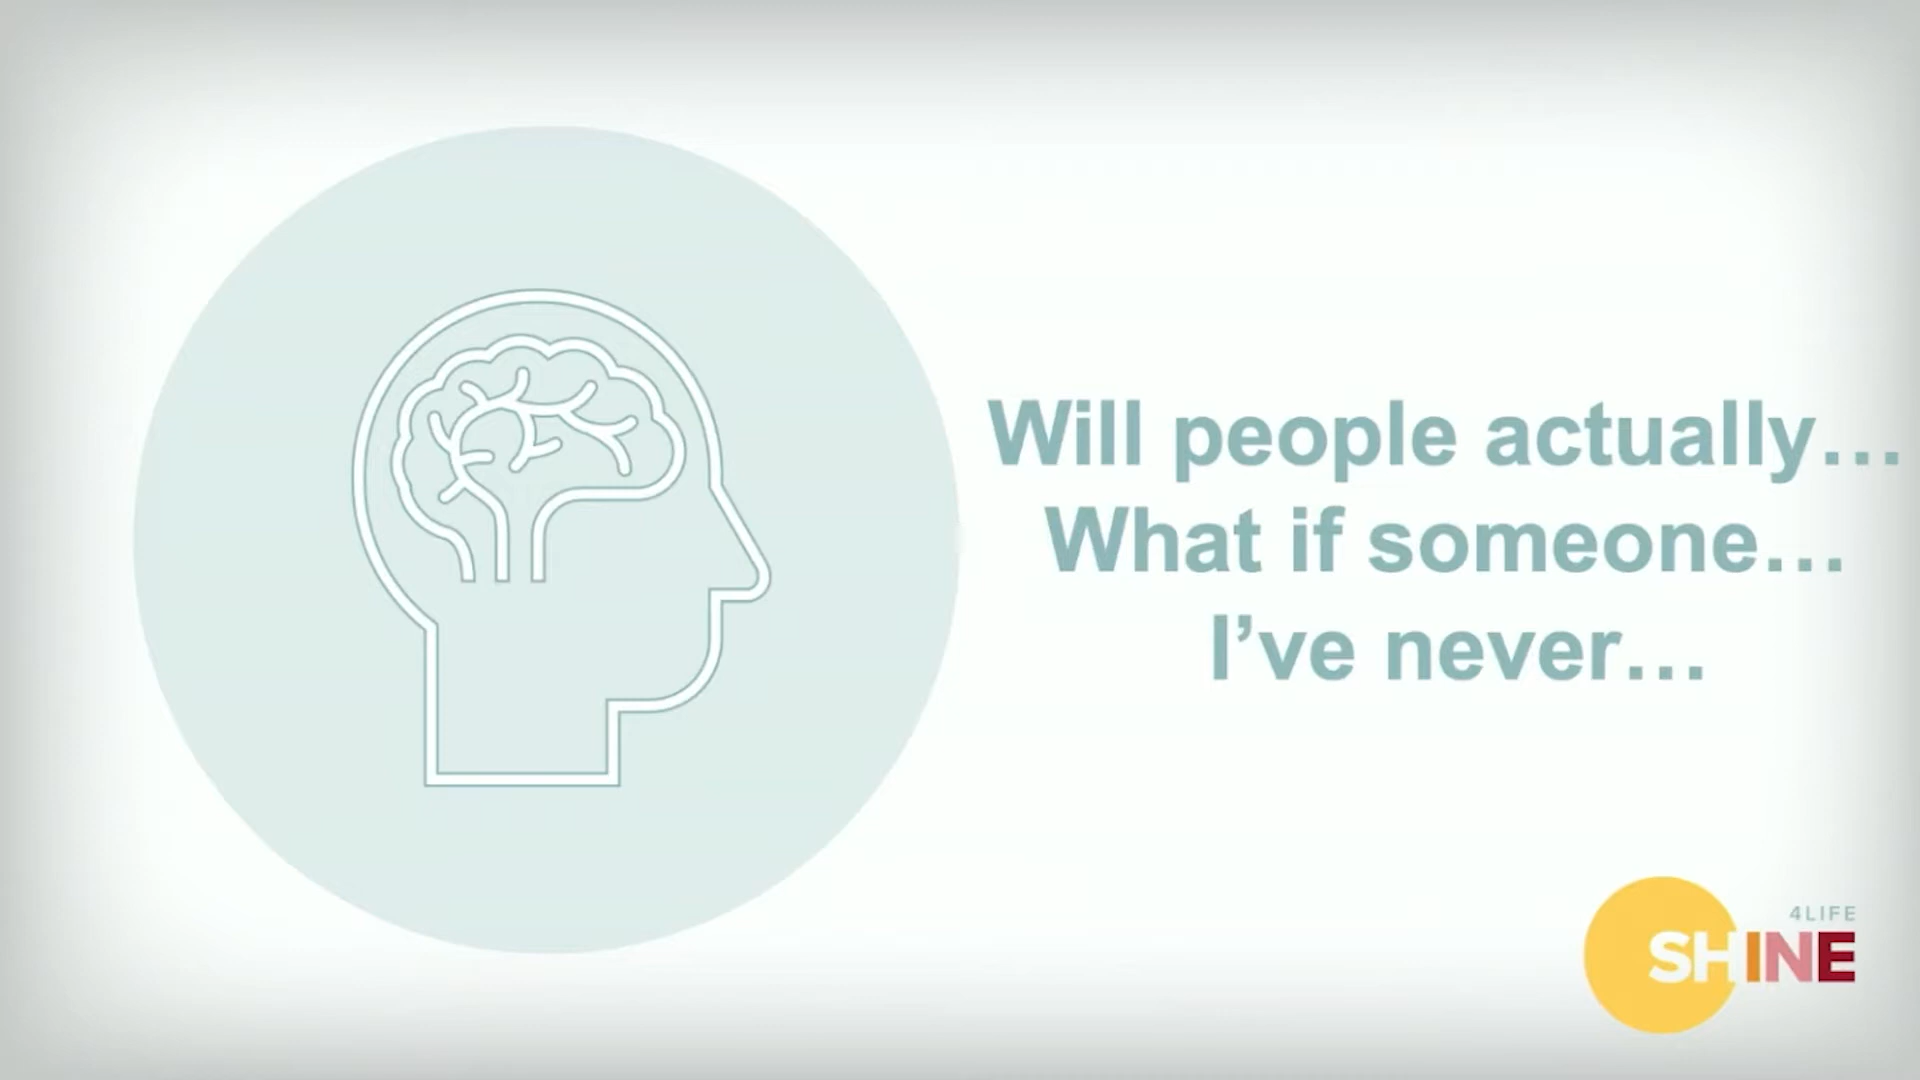 Will people actually…
What if someone…
I’ve never…
4LIFE
SHINE